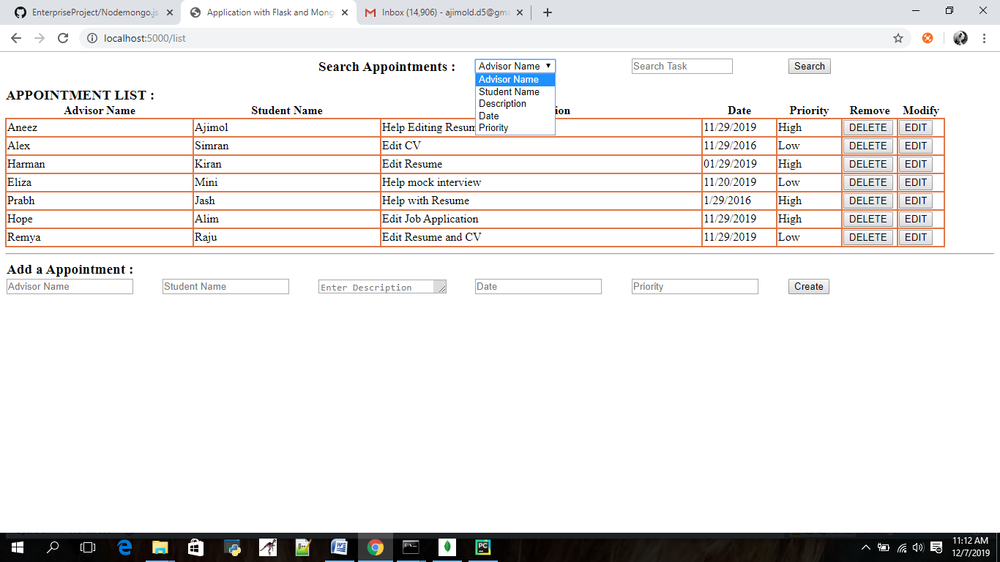 EnterpriseProject/Nodemongo.js
Application with Flask and Mong
Inbox (14,906) - ajimold.d5@gma
localhost:5000/list
Search Appointments : Advisor Name Search Task Search
Advisor Name
Student Name
Description
Date
Priority
APPOINTMENT LIST :
Advisor Name Student Name ion Date Priority Remove Modify
Aneez Ajimol Help Editing Resum 11/29/2019 High DELETE EDIT
Alex Simran Edit CV 11/29/2016 Low DELETE EDIT
Harman Kiran Edit Resume 01/29/2019 High DELETE EDIT
Eliza Mini Help mock interview 11/20/2019 Low DELETE EDIT
Prabh Jash Help with Resume 1/29/2016 High DELETE EDIT
Hope Alim Edit Job Application 11/29/2019 High DELETE EDIT
Remya Raju Edit Resume and CV 11/29/2019 Low DELETE EDIT
Add a Appointment :
Advisor Name Student Name Enter Description Date Priority Create
11:12 AM
12/7/2019